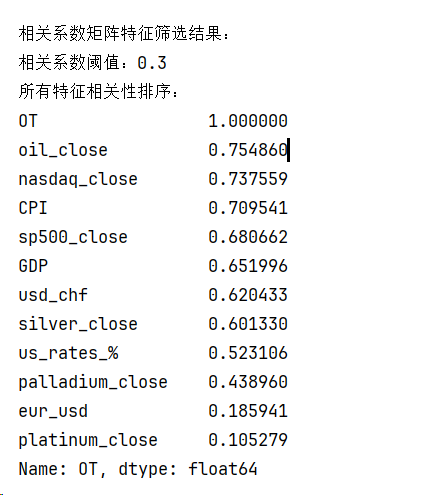 相关系数矩阵特征筛选结果:
相关系数阈值: 0.3
所有特征相关性排序:
OT 1.000000
oil_close 0.754860
nasdaq_close 0.737559
CPI 0.709541
sp500_close 0.680662
GDP 0.651996
usd_chf 0.620433
silver_close 0.601330
us_rates_% 0.523106
palladium_close 0.438960
eur_usd 0.185941
platinum_close 0.105279
Name: OT, dtype: float64